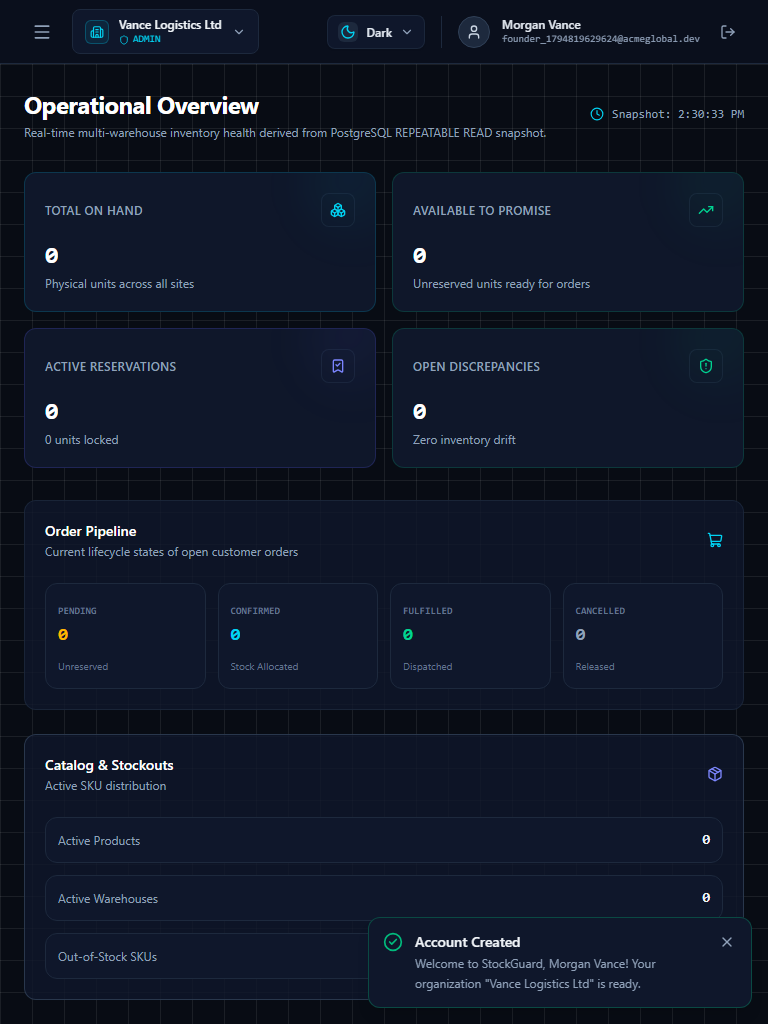 Vance Logistics Ltd
ADMIN
Dark
Morgan Vance
founder_1794819629624@acmeglobal.dev
Operational Overview
Real-time multi-warehouse inventory health derived from PostgreSQL REPEATABLE READ snapshot.
Snapshot: 2:30:33 PM
TOTAL ON HAND
0
Physical units across all sites
AVAILABLE TO PROMISE
0
Unreserved units ready for orders
ACTIVE RESERVATIONS
0
0 units locked
OPEN DISCREPANCIES
0
Zero inventory drift
Order Pipeline
Current lifecycle states of open customer orders
PENDING
0
Unreserved
CONFIRMED
0
Stock Allocated
FULFILLED
0
Dispatched
CANCELLED
0
Released
Catalog & Stockouts
Active SKU distribution
Active Products
0
Active Warehouses
0
Out-of-Stock SKUs
Account Created
Welcome to StockGuard, Morgan Vance! Your
organization "Vance Logistics Ltd" is ready.